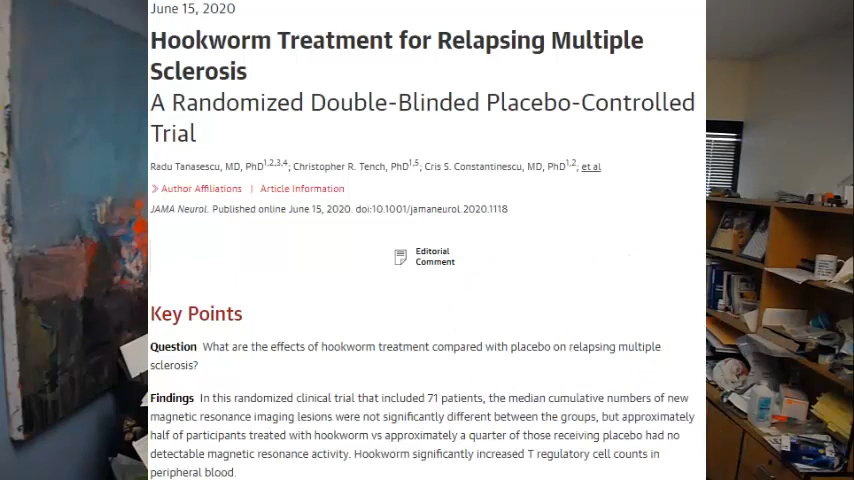 June 15, 2020
Hookworm Treatment for Relapsing Multiple
Sclerosis
A Randomized Double-Blinded Placebo-Controlled
Trial
Radu Tanasescu, MD, PhD1,2,3,4; Christopher R. Tench, PhD1,5; Cris S. Constantinescu, MD, PhD1,2; et al
Author Affiliations | Article Information
JAMA Neurol. Published online June 15, 2020. doi:10.1001/jamaneurol.2020.1118
Editorial
Comment
Key Points
Question What are the effects of hookworm treatment compared with placebo on relapsing multiple
sclerosis?
Findings In this randomized clinical trial that included 71 patients, the median cumulative numbers of new
magnetic resonance imaging lesions were not significantly different between the groups, but approximately
half of participants treated with hookworm vs approximately a quarter of those receiving placebo had no
detectable magnetic resonance activity. Hookworm significantly increased T regulatory cell counts in
peripheral blood.